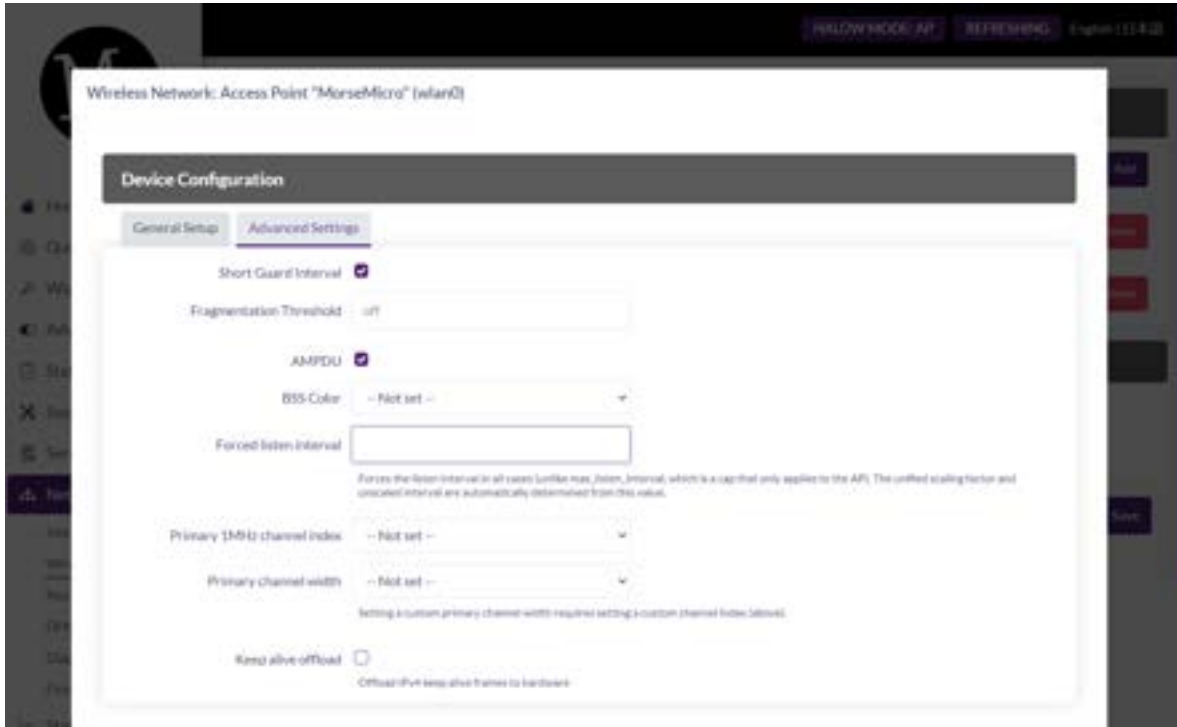 HALOW MODE: AP REFRESHING English
Wireless Network: Access Point "MorseMicro" (wlan0)
Add
Device Configuration
General Setup Advanced Settings
Short Guard Interval
Fragmentation Threshold off
AMPDU
BSS Color -- Not set --
Forced listen interval
Forces the listen interval in all cases (unlike max_listen_interval, which is a cap that only applies to the AP). The unified scaling factor and
unscaled interval are automatically determined from this value.
Save
Primary 1MHz channel index -- Not set --
Primary channel width -- Not set --
Setting a custom primary channel width requires setting a custom channel index (above).
Keep alive offload
Offload IPv4 keep alive frames to hardware